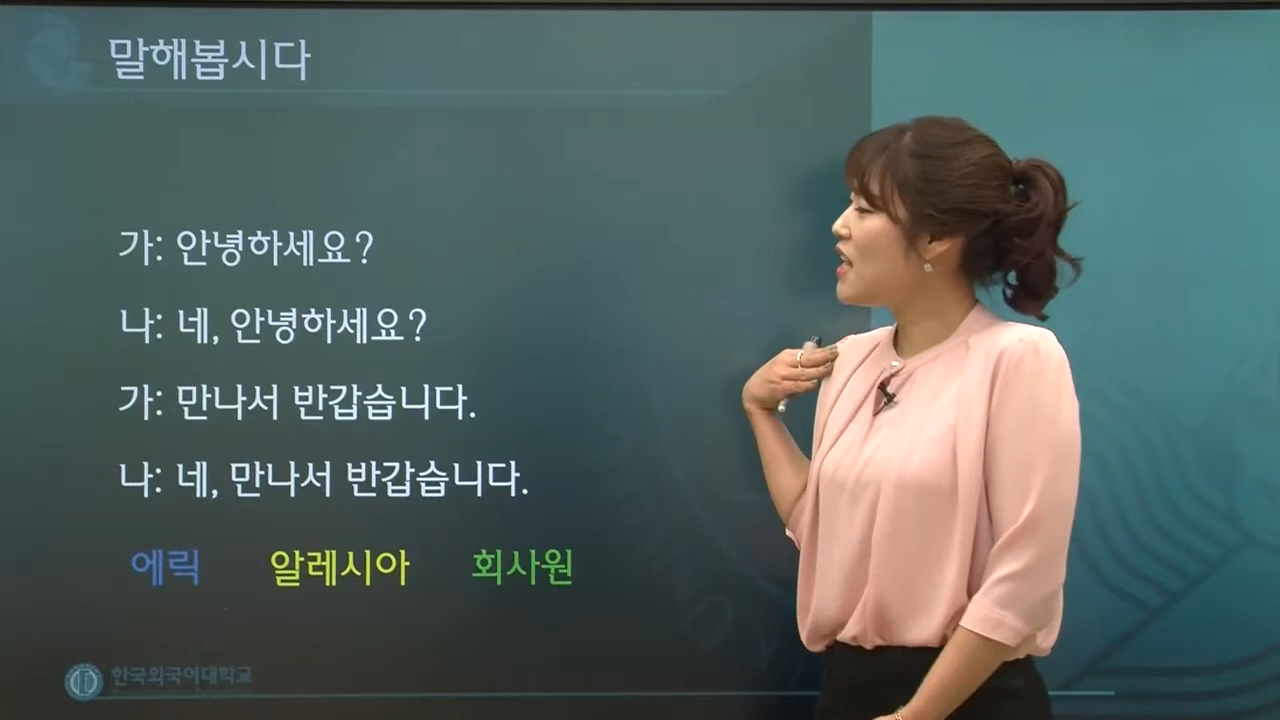 말해봅시다
가: 안녕하세요?
나: 네, 안녕하세요?
가: 만나서 반갑습니다.
나: 네, 만나서 반갑습니다.
에릭 알레시아 회사원
한국외국어대학교